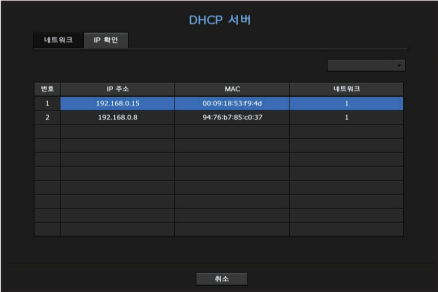 DHCP 서버
네트워크 IP 확인
번호 IP 주소 MAC 네트워크
1 192.168.0.15 00:09:18:53:f9:4d 1
2 192.168.0.8 94:76:b7:85:c0:37 1
취소